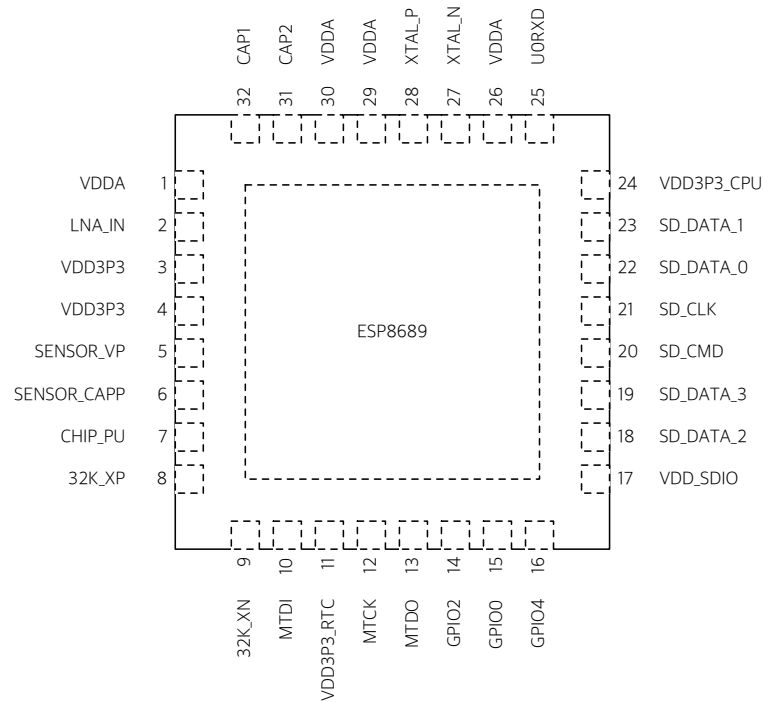 CAP1
CAP2
VDDA
VDDA
XTAL_P
XTAL_N
VDDA
U0RXD
32
31
30
29
28
27
26
25
VDDA 1
LNA_IN 2
VDD3P3 3
VDD3P3 4
SENSOR_VP 5
SENSOR_CAPP 6
CHIP_PU 7
32K_XP 8
ESP8689
24 VDD3P3_CPU
23 SD_DATA_1
22 SD_DATA_0
21 SD_CLK
20 SD_CMD
19 SD_DATA_3
18 SD_DATA_2
17 VDD_SDIO
9
10
11
12
13
14
15
16
32K_XN
MTDI
VDD3P3_RTC
MTCK
MTDO
GPIO2
GPIO0
GPIO4